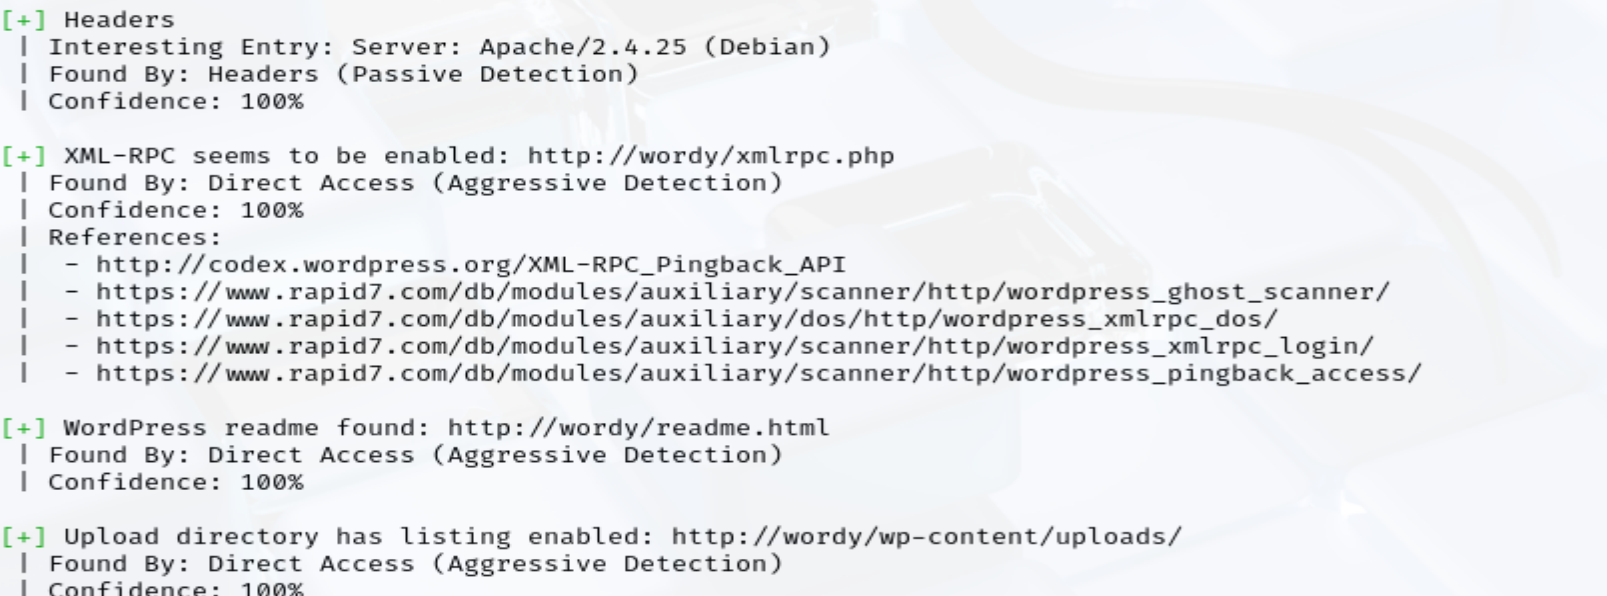 [+] Headers
| Interesting Entry: Server: Apache/2.4.25 (Debian)
| Found By: Headers (Passive Detection)
| Confidence: 100%
[+] XML-RPC seems to be enabled: http://wordy/xmlrpc.php
| Found By: Direct Access (Aggressive Detection)
| Confidence: 100%
| References:
|  - http://codex.wordpress.org/XML-RPC_Pingback_API
|  - https://www.rapid7.com/db/modules/auxiliary/scanner/http/wordpress_ghost_scanner/
|  - https://www.rapid7.com/db/modules/auxiliary/dos/http/wordpress_xmlrpc_dos/
|  - https://www.rapid7.com/db/modules/auxiliary/scanner/http/wordpress_xmlrpc_login/
|  - https://www.rapid7.com/db/modules/auxiliary/scanner/http/wordpress_pingback_access/
[+] WordPress readme found: http://wordy/readme.html
| Found By: Direct Access (Aggressive Detection)
| Confidence: 100%
[+] Upload directory has listing enabled: http://wordy/wp-content/uploads/
| Found By: Direct Access (Aggressive Detection)
| Confidence: 100%